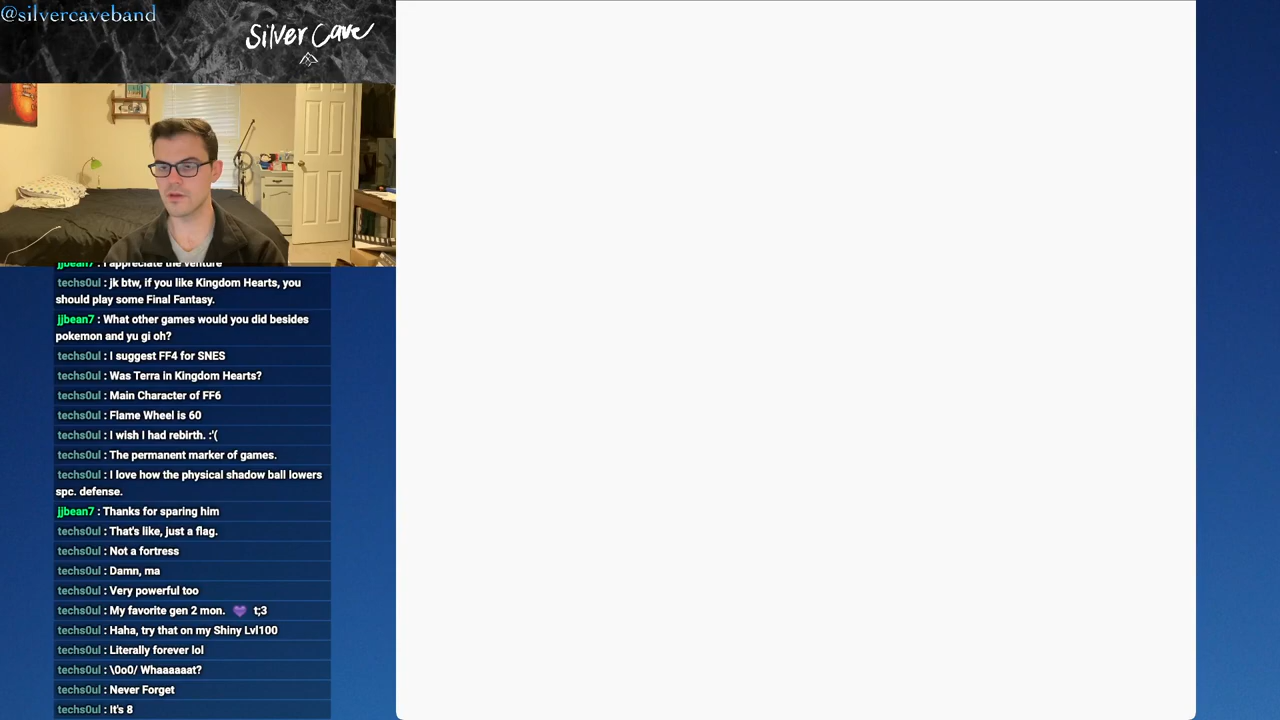 @silvercaveband
Silver Cave
jjbean7 : I appreciate the venture
techs0ul : jk btw, if you like Kingdom Hearts, you
should play some Final Fantasy.
jjbean7 : What other games would you did besides
pokemon and yu gi oh?
techs0ul : I suggest FF4 for SNES
techs0ul : Was Terra in Kingdom Hearts?
techs0ul : Main Character of FF6
techs0ul : Flame Wheel is 60
techs0ul : I wish I had rebirth. :'(
techs0ul : The permanent marker of games.
techs0ul : I love how the physical shadow ball lowers
spc. defense.
jjbean7 : Thanks for sparing him
techs0ul : That's like, just a flag.
techs0ul : Not a fortress
techs0ul : Damn, ma
techs0ul : Very powerful too
techs0ul : My favorite gen 2 mon. 💜 t;3
techs0ul : Haha, try that on my Shiny Lvl100
techs0ul : Literally forever lol
techs0ul : \0o0/ Whaaaaaat?
techs0ul : Never Forget
techs0ul : It's 8